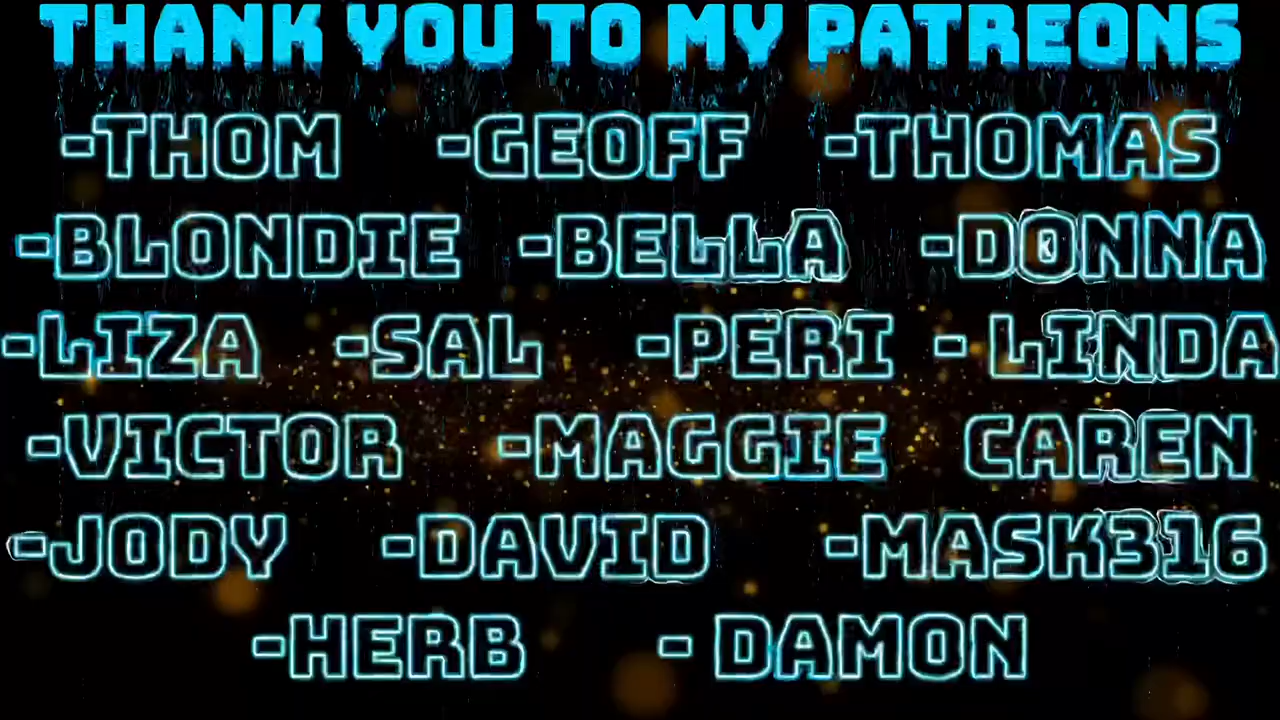 THANK YOU TO MY PATREONS
-THOM -GEOFF -THOMAS
-BLONDIE -BELLA -DONNA
-LIZA -SAL -PERI - LINDA
-VICTOR -MAGGIE CAREN
-JODY -DAVID -MASK316
-HERB - DAMON